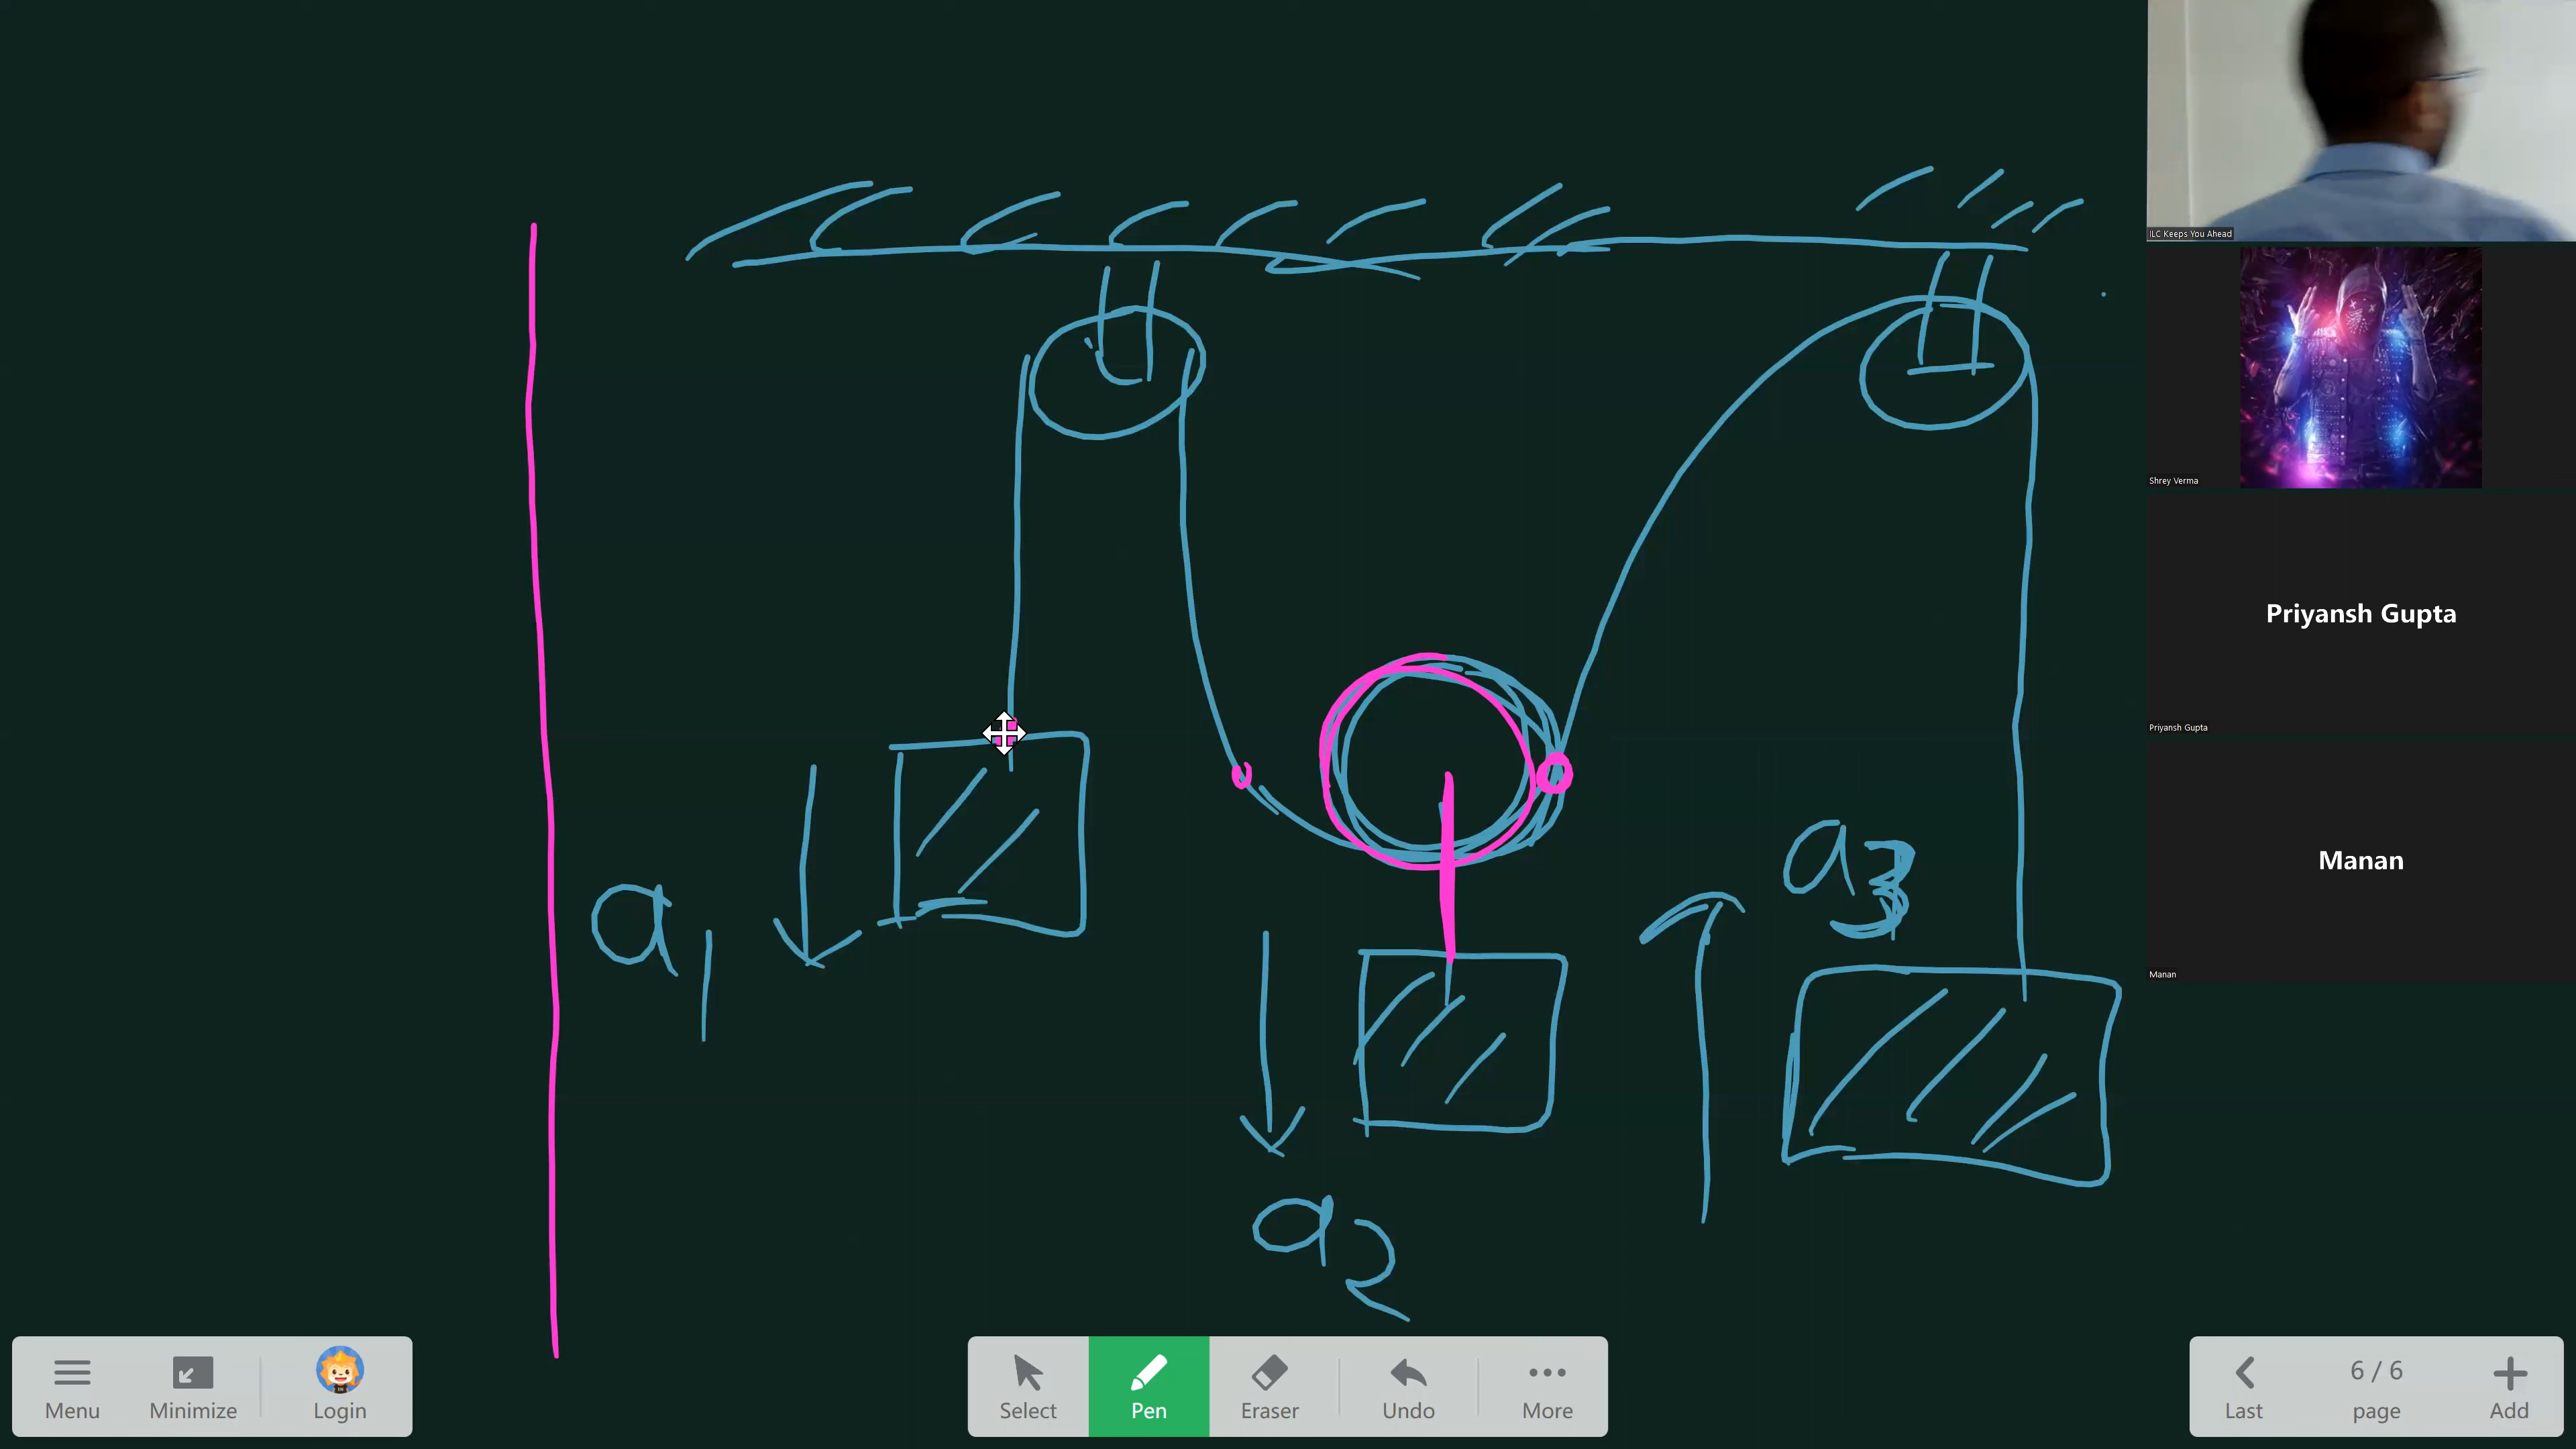 ILC Keeps You Ahead
Shrey Verma
Priyansh Gupta
Priyansh Gupta
Manan
Manan
a1
a2
a3
Menu
Minimize
Login
Select
Pen
Eraser
Undo
More
Last
6 / 6
page
Add